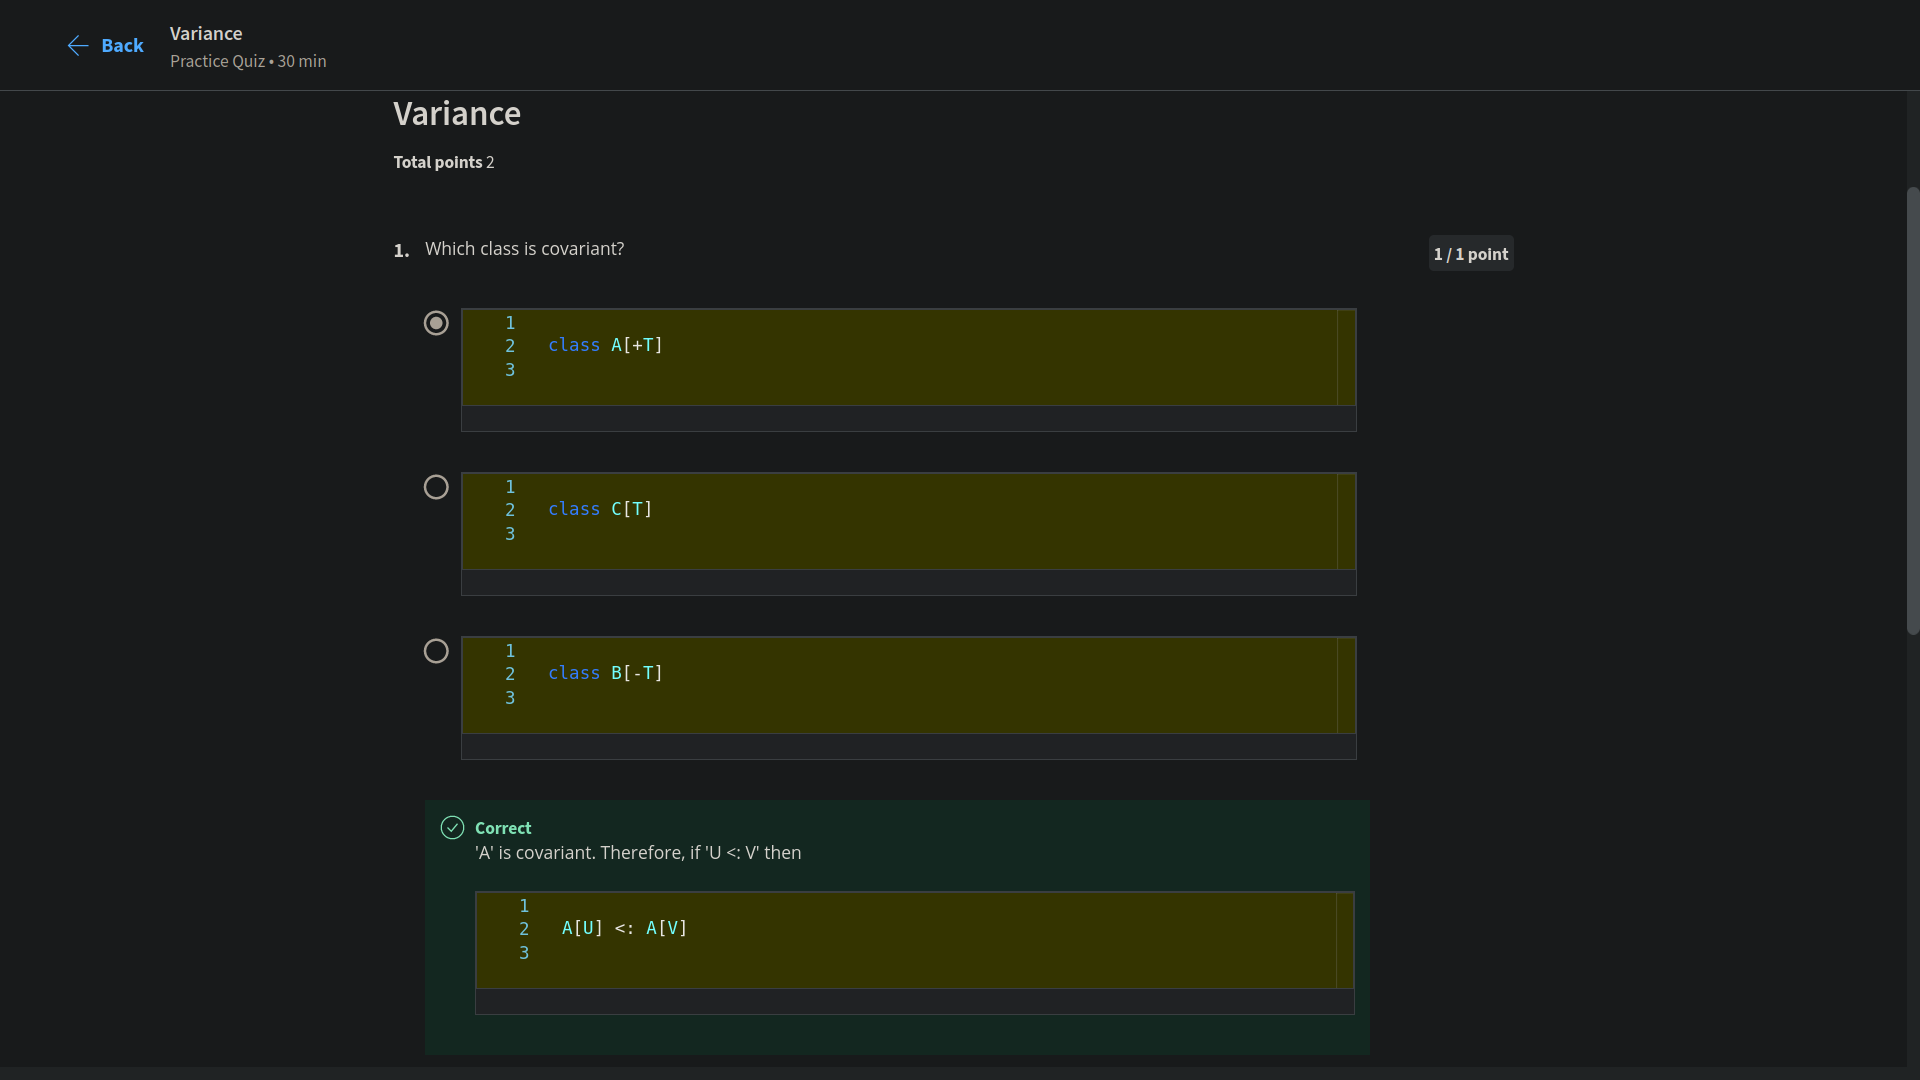 Back
Variance
Practice Quiz • 30 min
Variance
Total points 2
1. Which class is covariant?
1 / 1 point
1
2 class A[+T]
3
1
2 class C[T]
3
1
2 class B[-T]
3
Correct
'A' is covariant. Therefore, if 'U <: V' then
1
2 A[U] <: A[V]
3